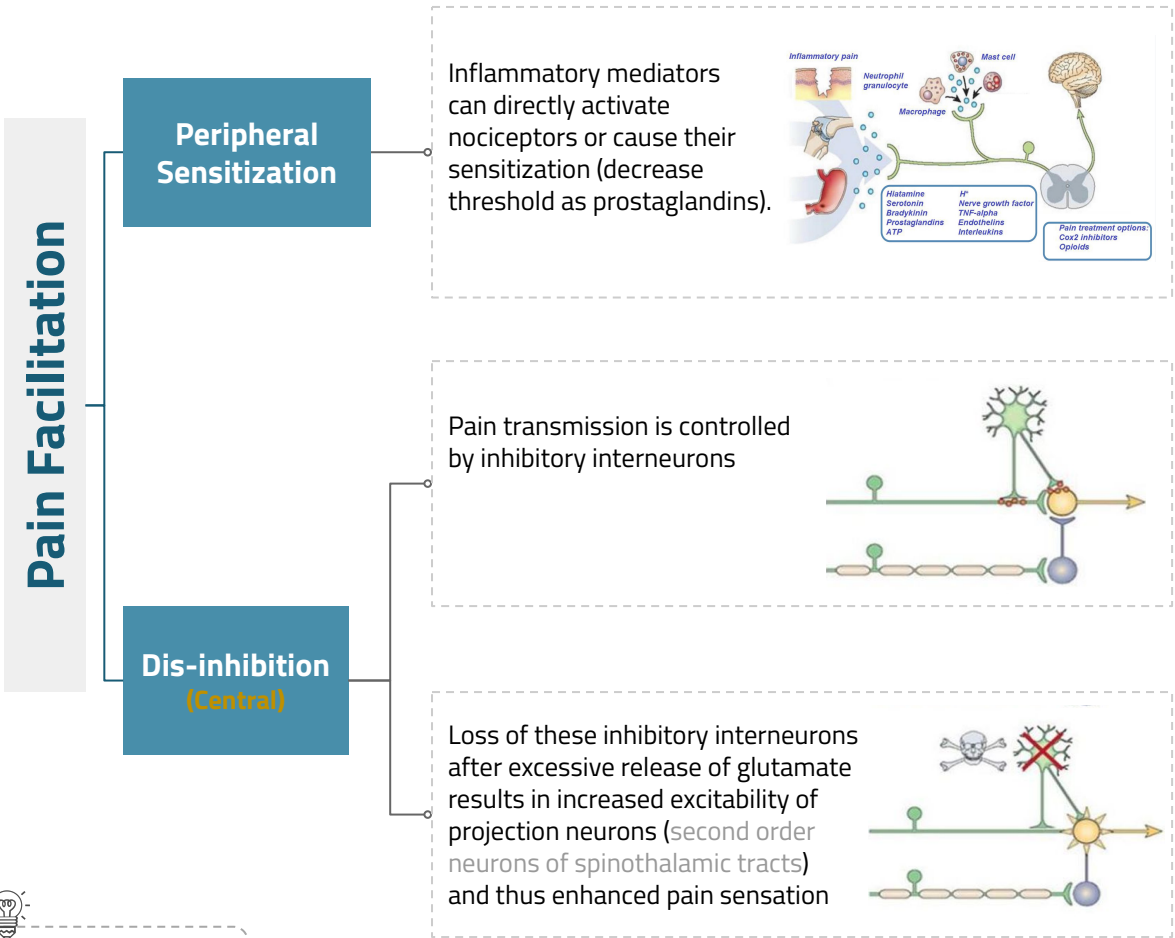 Pain Facilitation
Peripheral
Sensitization
Inflammatory mediators
can directly activate
nociceptors or cause their
sensitization (decrease
threshold as prostaglandins).
Inflammatory pain
Neutrophil
granulocyte
Mast cell
Macrophage
Hiatamine
Serotonin
Bradykinin
Prostaglandins
ATP
H⁺
Nerve growth factor
TNF-alpha
Endothelins
Interleukins
Pain treatment options:
Cox2 inhibitors
Opioids
Dis-inhibition
(Central)
Pain transmission is controlled
by inhibitory interneurons
Loss of these inhibitory interneurons
after excessive release of glutamate
results in increased excitability of
projection neurons (second order
neurons of spinothalamic tracts)
and thus enhanced pain sensation